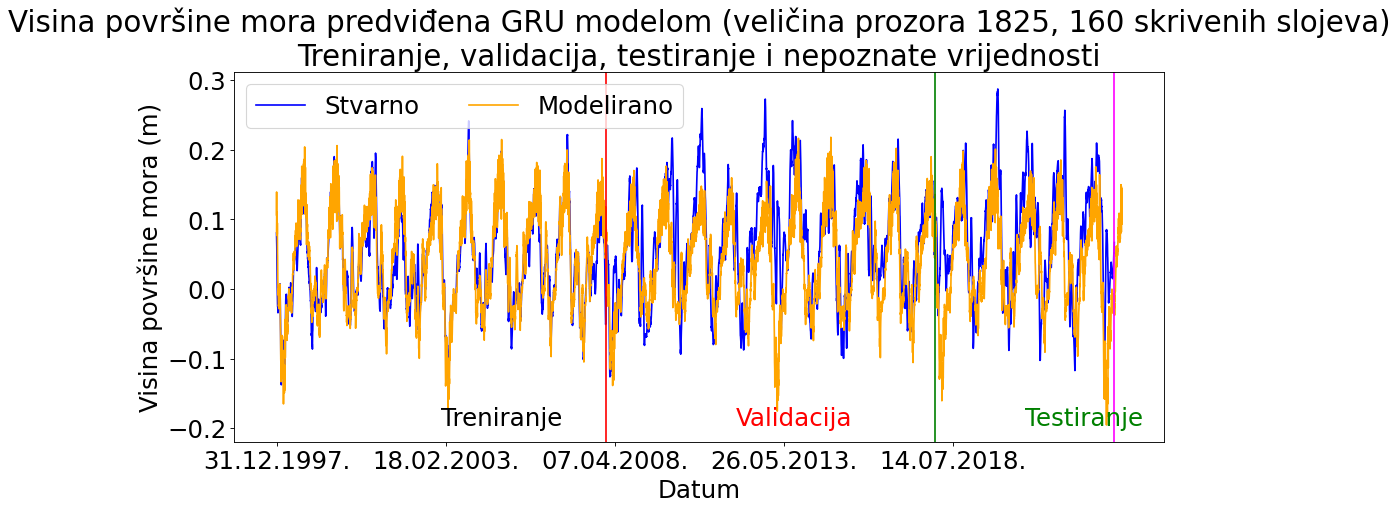 Visina površine mora predviđena GRU modelom (veličina prozora 1825, 160 skrivenih slojeva)
Treniranje, validacija, testiranje i nepoznate vrijednosti
Stvarno
Modelirano
Visina površine mora (m)
0.3
0.2
0.1
0.0
−0.1
−0.2
Treniranje
Validacija
Testiranje
31.12.1997.
18.02.2003.
07.04.2008.
26.05.2013.
14.07.2018.
Datum